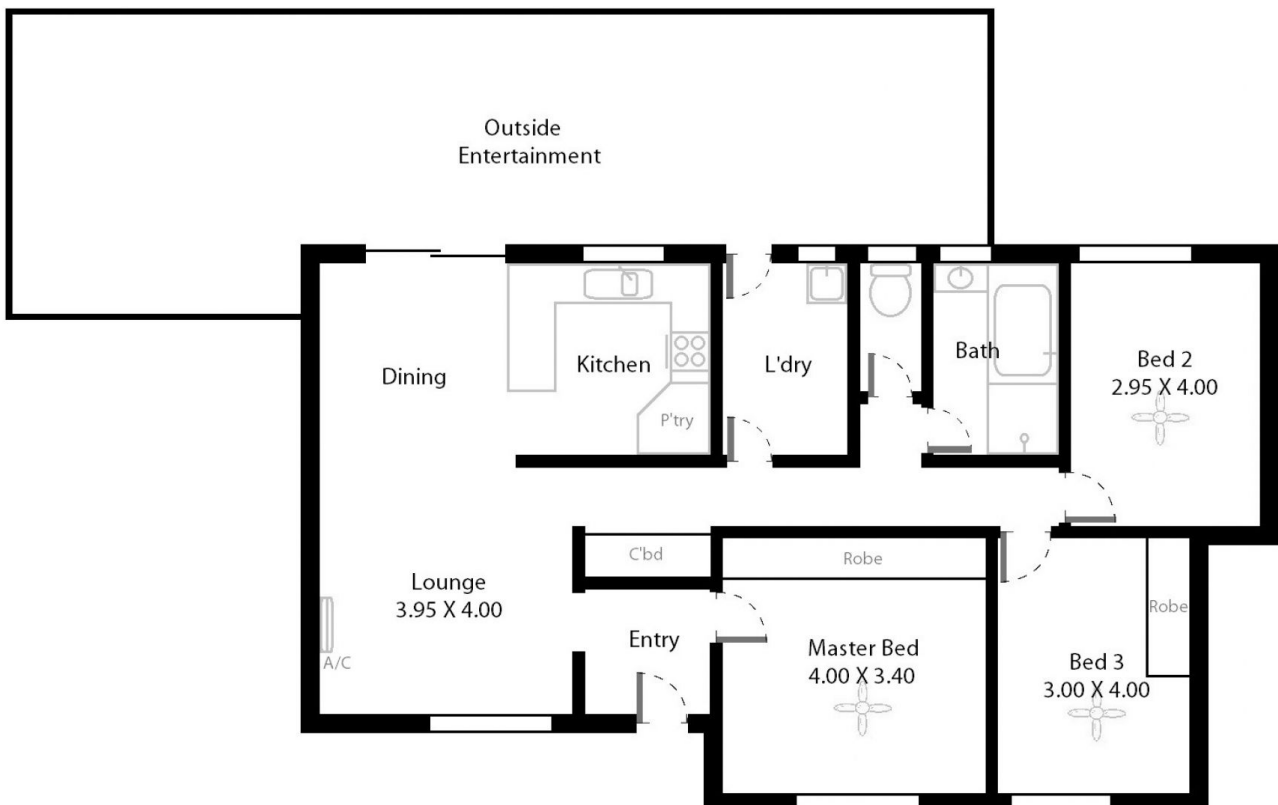 Outside
Entertainment
Dining
Kitchen
P'try
L'dry
Bath
Bed 2
2.95 X 4.00
C'bd
Robe
Lounge
3.95 X 4.00
A/C
Entry
Master Bed
4.00 X 3.40
Robe
Bed 3
3.00 X 4.00